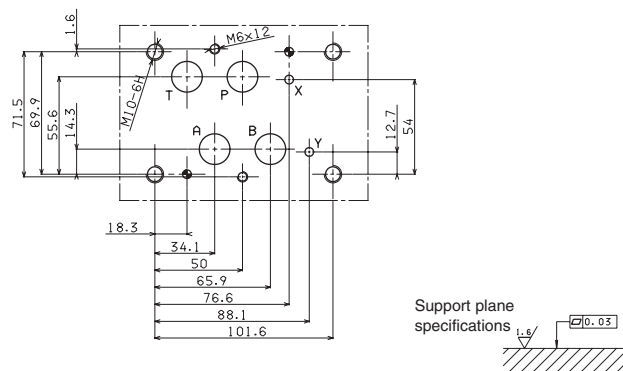 1.6
M6x12
M10-6H
T
P
X
A
B
Y
71.5
69.9
55.6
14.3
12.7
54
18.3
34.1
50
65.9
76.6
88.1
101.6
Support plane
specifications
1.6
0.03